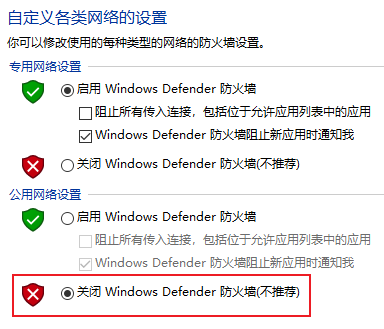 自定义各类网络的设置
你可以修改使用的每种类型的网络的防火墙设置。
专用网络设置
启用 Windows Defender 防火墙
阻止所有传入连接，包括位于允许应用列表中的应用
Windows Defender 防火墙阻止新应用时通知我
关闭 Windows Defender 防火墙(不推荐)
公用网络设置
启用 Windows Defender 防火墙
阻止所有传入连接，包括位于允许应用列表中的应用
Windows Defender 防火墙阻止新应用时通知我
关闭 Windows Defender 防火墙(不推荐)